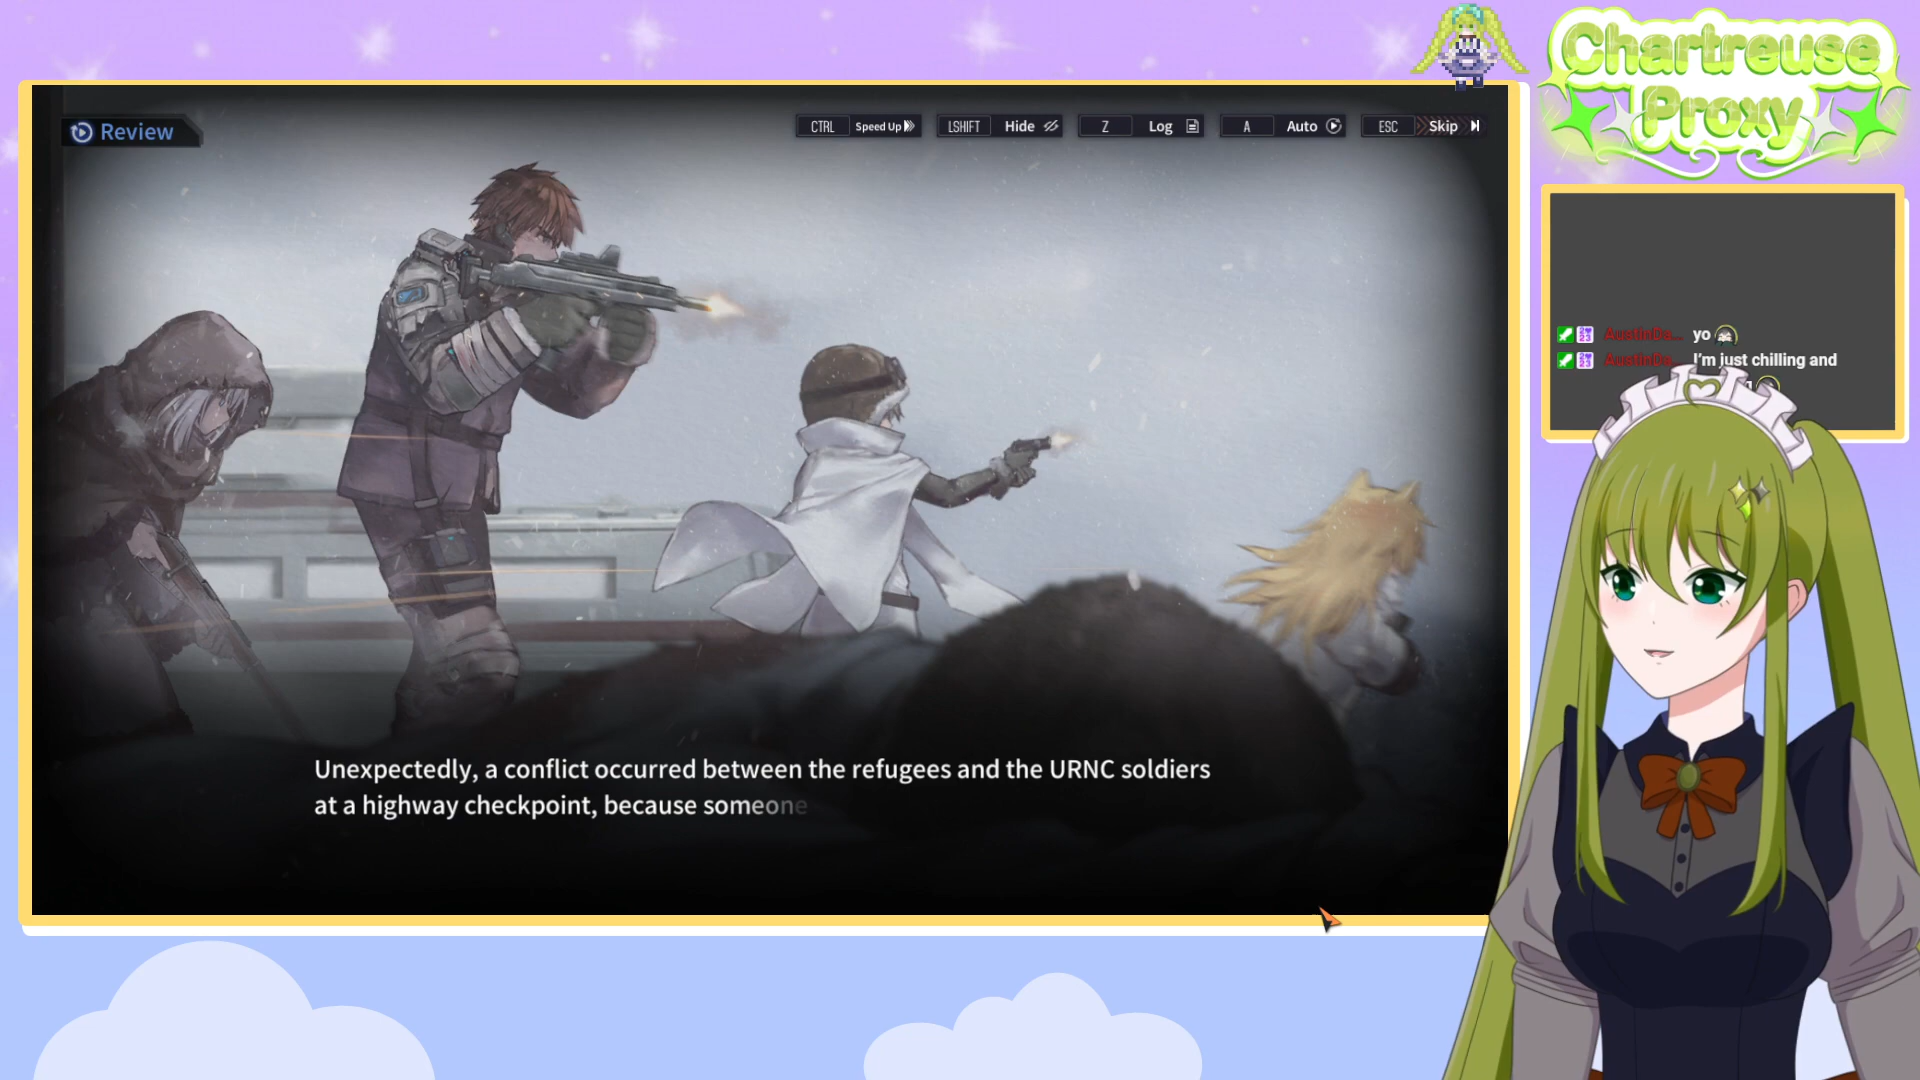 Chartreuse
Proxy
Review
CTRL Speed Up
LSHIFT Hide
Z Log
A Auto
ESC Skip
yo
I'm just chilling and
Unexpectedly, a conflict occurred between the refugees and the URNC soldiers
at a highway checkpoint, because someone